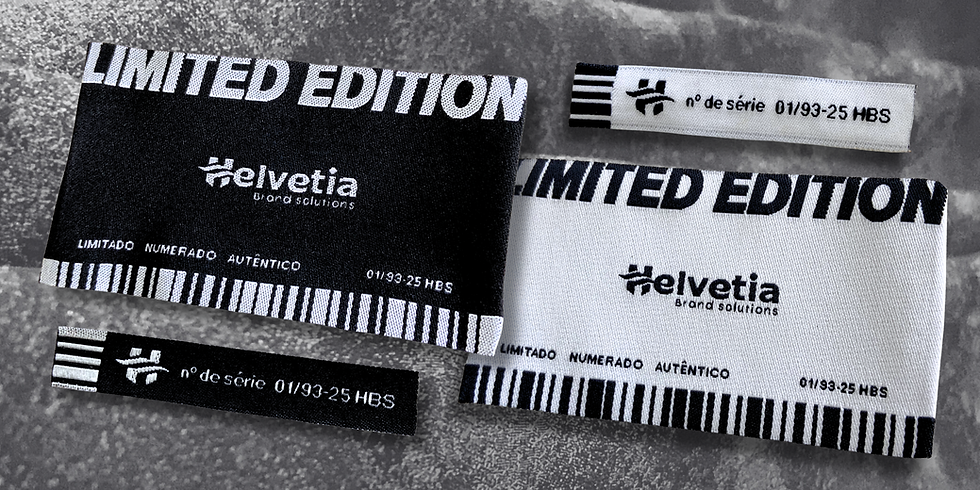 LIMITED EDITION
Helvetia
Brand solutions
LIMITADO NUMERADO AUTÊNTICO 01/93-25 HBS
nº de série 01/93-25 HBS
LIMITED EDITION
Helvetia
Brand solutions
LIMITADO NUMERADO AUTÊNTICO 01/93-25 HBS
nº de série 01/93-25 HBS